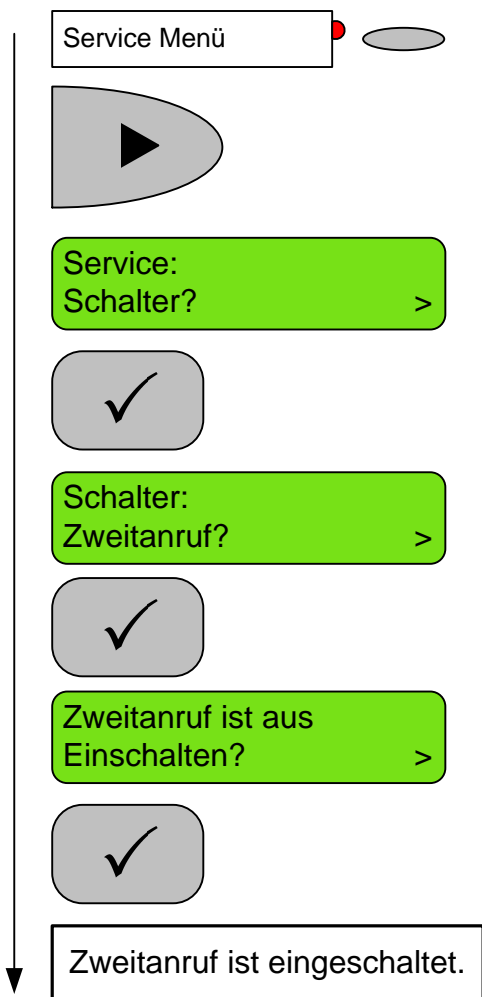 Service Menü
Service:
Schalter? >
Schalter:
Zweitanruf? >
Zweitanruf ist aus
Einschalten? >
Zweitanruf ist eingeschaltet.